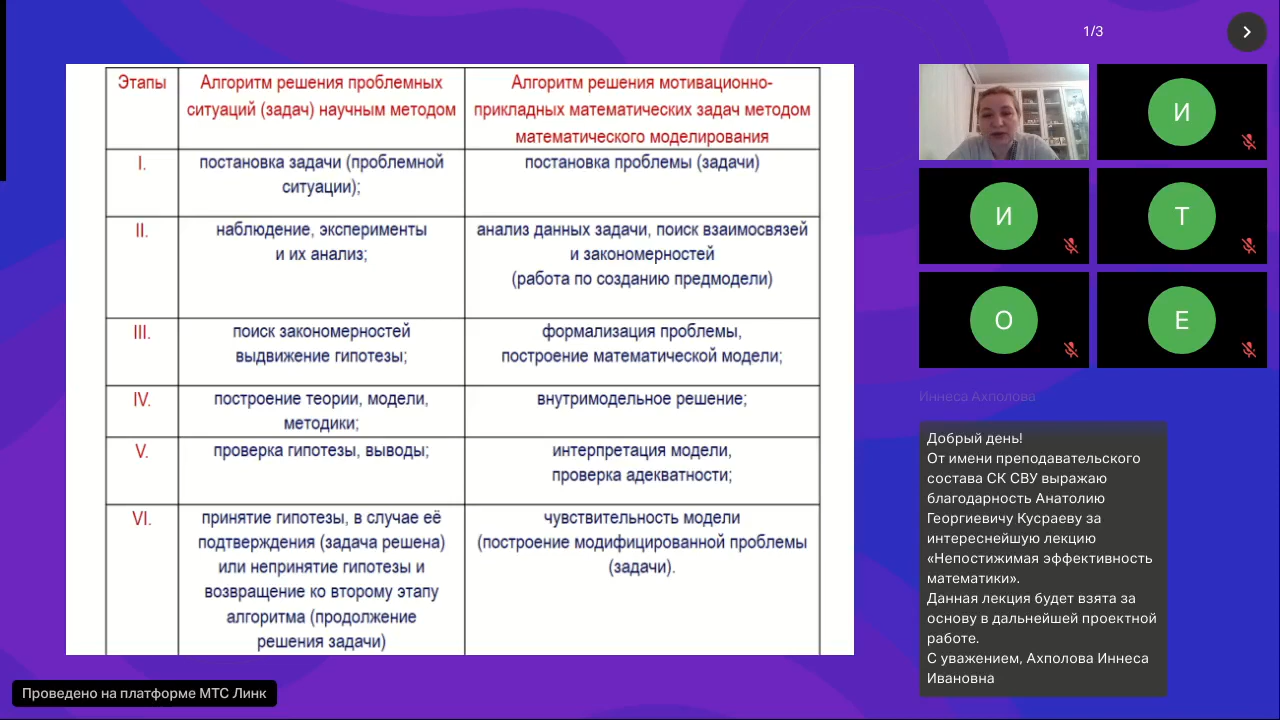 1/3
Этапы
Алгоритм решения проблемных
ситуаций (задач) научным методом
Алгоритм решения мотивационно-
прикладных математических задач методом
математического моделирования
I.
постановка задачи (проблемной
ситуации);
постановка проблемы (задачи)
II.
наблюдение, эксперименты
и их анализ;
анализ данных задачи, поиск взаимосвязей
и закономерностей
(работа по созданию предмодели)
III.
поиск закономерностей
выдвижение гипотезы;
формализация проблемы,
построение математической модели;
IV.
построение теории, модели,
методики;
внутримодельное решение;
V.
проверка гипотезы, выводы;
интерпретация модели,
проверка адекватности;
VI.
принятие гипотезы, в случае её
подтверждения (задача решена)
или непринятие гипотезы и
возвращение ко второму этапу
алгоритма (продолжение
решения задачи)
чувствительность модели
(построение модифицированной проблемы
(задачи).
И
И
Т
О
Е
Иннеса Ахполова
Добрый день!
От имени преподавательского
состава СК СВУ выражаю
благодарность Анатолию
Георгиевичу Кусраеву за
интереснейшую лекцию
«Непостижимая эффективность
математики».
Данная лекция будет взята за
основу в дальнейшей проектной
работе.
С уважением, Ахполова Иннеса
Ивановна
Проведено на платформе МТС Линк